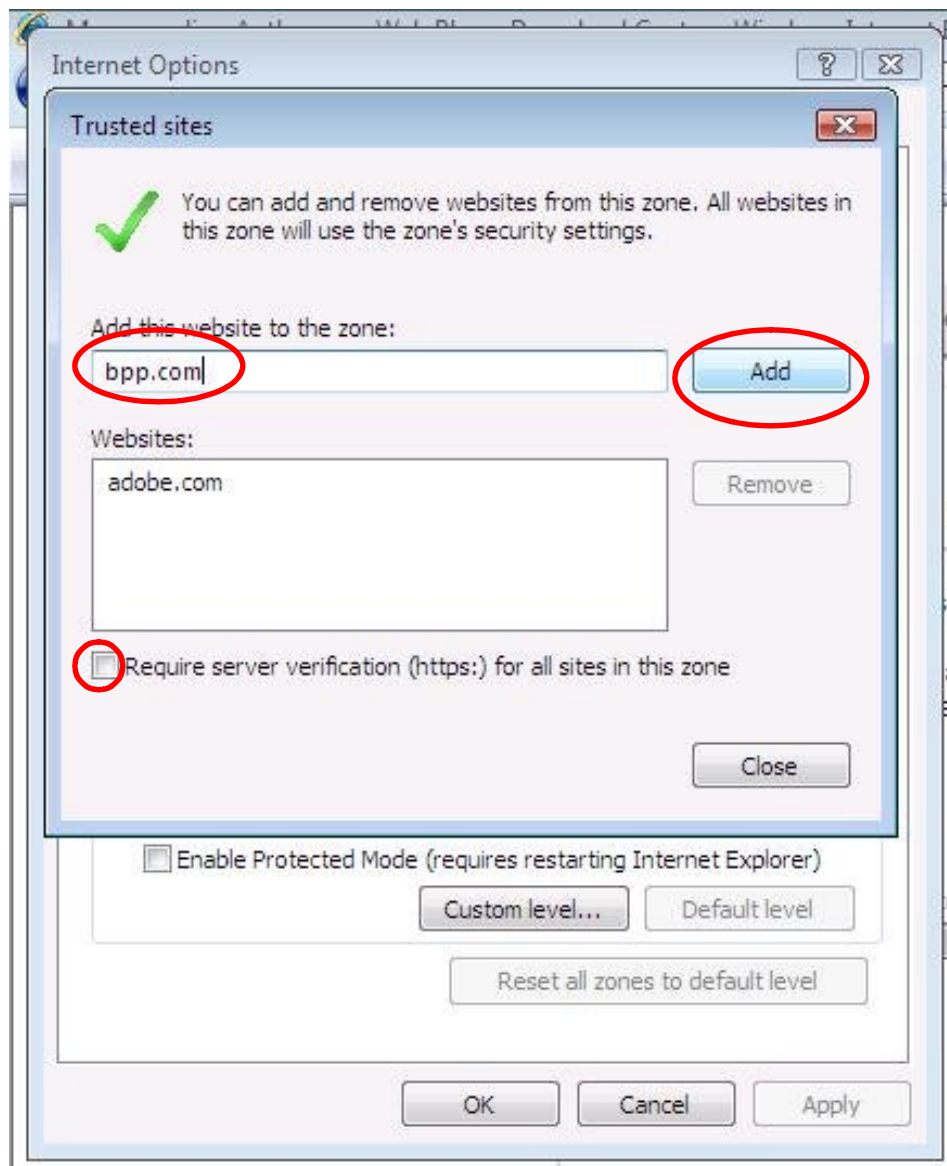 Internet Options
Trusted sites
You can add and remove websites from this zone. All websites in
this zone will use the zone's security settings.
Add this website to the zone:
bpp.com
Add
Websites:
adobe.com
Remove
Require server verification (https:) for all sites in this zone
Close
Enable Protected Mode (requires restarting Internet Explorer)
Custom level...
Default level
Reset all zones to default level
OK
Cancel
Apply